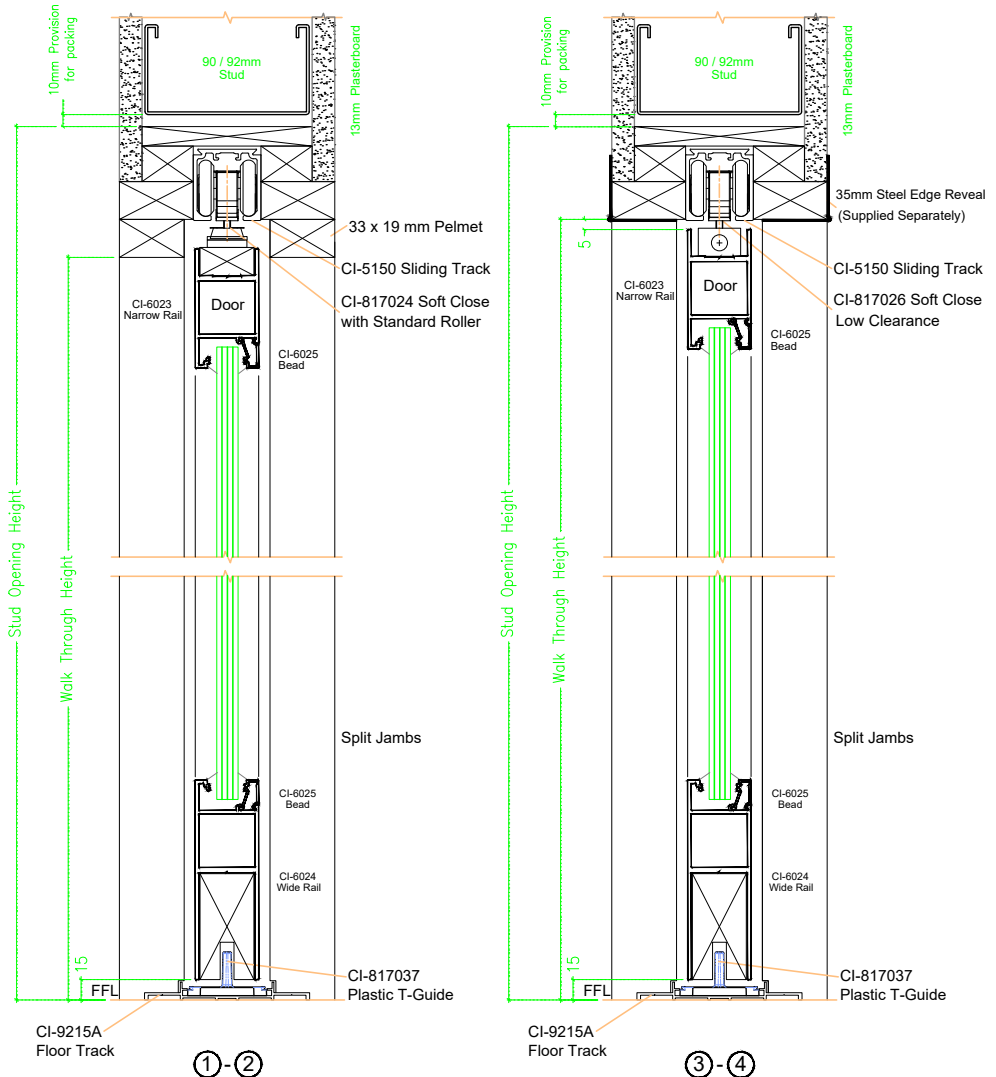 10mm Provision
for packing
90 / 92mm
Stud
13mm Plasterboard
33 x 19 mm Pelmet
CI-5150 Sliding Track
CI-6023
Narrow Rail
Door
CI-817024 Soft Close
with Standard Roller
CI-6025
Bead
Stud Opening Height
Walk Through Height
Split Jambs
CI-6025
Bead
CI-6024
Wide Rail
15
FFL
CI-817037
Plastic T-Guide
CI-9215A
Floor Track
1 - 2
10mm Provision
for packing
90 / 92mm
Stud
13mm Plasterboard
35mm Steel Edge Reveal
(Supplied Separately)
5
CI-5150 Sliding Track
CI-6023
Narrow Rail
Door
CI-817026 Soft Close
Low Clearance
CI-6025
Bead
Stud Opening Height
Walk Through Height
Split Jambs
CI-6025
Bead
CI-6024
Wide Rail
15
FFL
CI-817037
Plastic T-Guide
CI-9215A
Floor Track
3 - 4